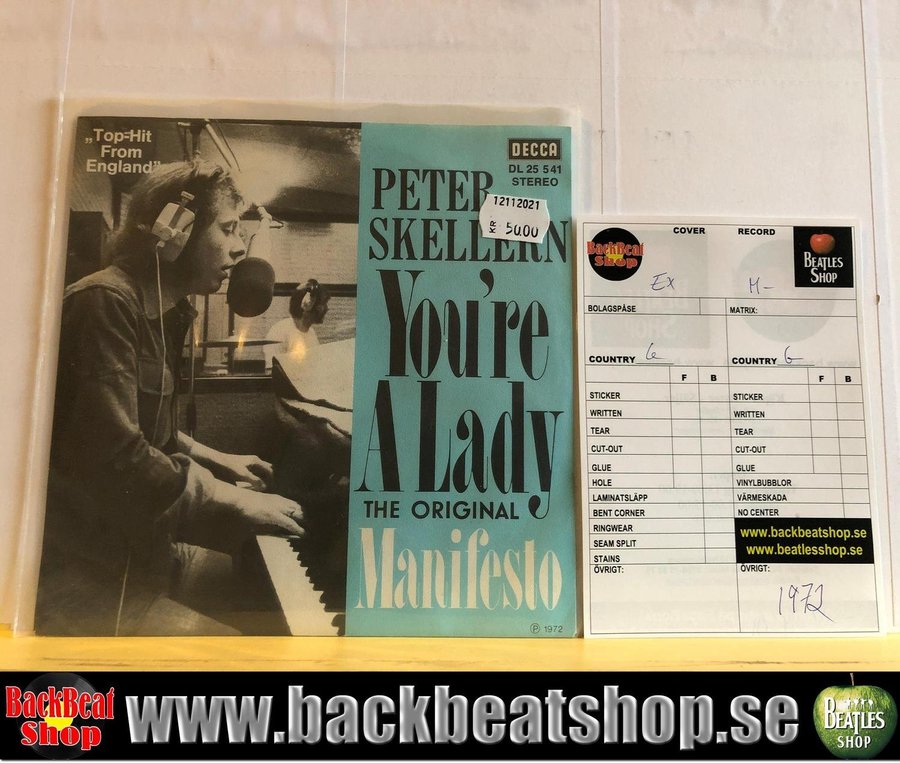 „Top-Hit
From
England"
DECCA
DL 25 541
STEREO
PETER
SKELLERN
12112021
KR 50.00
You're
A Lady
THE ORIGINAL
Manifesto
℗ 1972
BackBeat
Shop
COVER
RECORD
BEATLES
SHOP
Ex
M-
BOLAGSPÅSE
MATRIX:
COUNTRY G
COUNTRY G
F B
F B
STICKER
STICKER
WRITTEN
WRITTEN
TEAR
TEAR
CUT-OUT
CUT-OUT
GLUE
GLUE
HOLE
VINYLBUBBLOR
LAMINATSLÄPP
VÄRMESKADA
BENT CORNER
NO CENTER
RINGWEAR
SEAM SPLIT
STAINS
www.backbeatshop.se
www.beatlesshop.se
ÖVRIGT:
ÖVRIGT:
1972
BackBeat
Shop
www.backbeatshop.se
BEATLES
SHOP